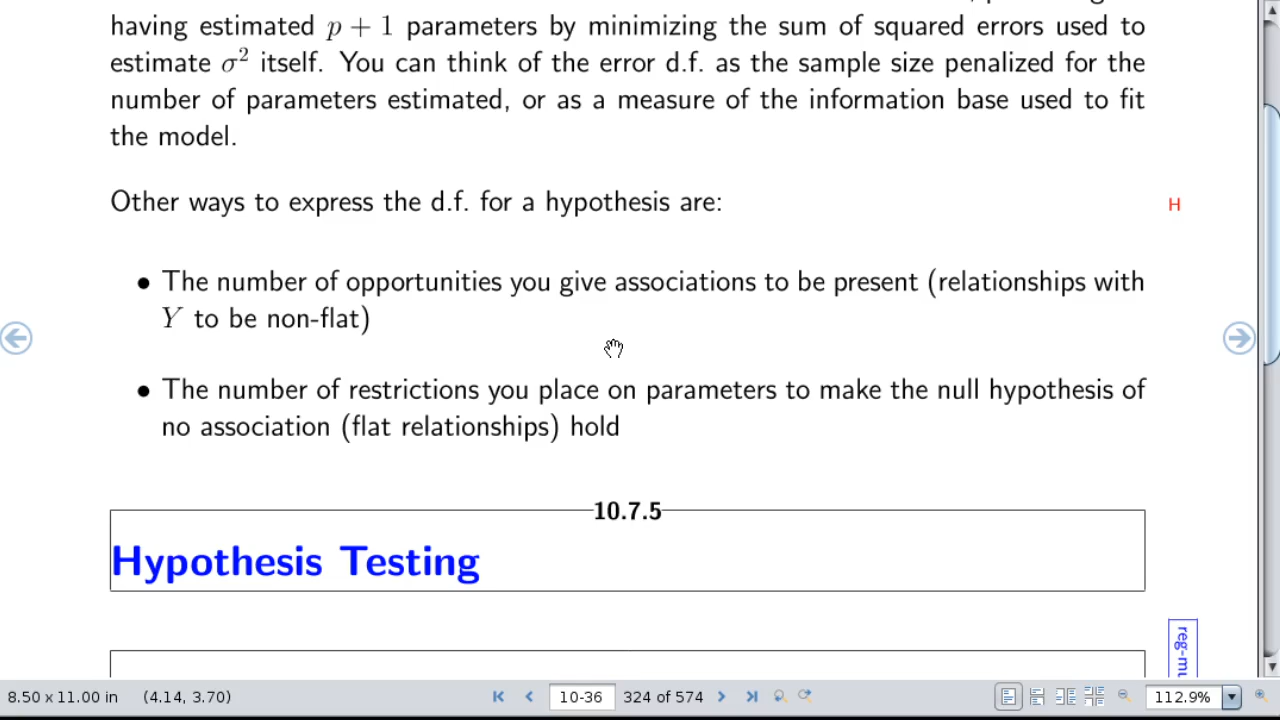 having estimated p + 1 parameters by minimizing the sum of squared errors used to
estimate σ² itself. You can think of the error d.f. as the sample size penalized for the
number of parameters estimated, or as a measure of the information base used to fit
the model.
Other ways to express the d.f. for a hypothesis are:
H
• The number of opportunities you give associations to be present (relationships with
Y to be non-flat)
• The number of restrictions you place on parameters to make the null hypothesis of
no association (flat relationships) hold
10.7.5
Hypothesis Testing
8.50 x 11.00 in (4.14, 3.70) 10-36 324 of 574 112.9%